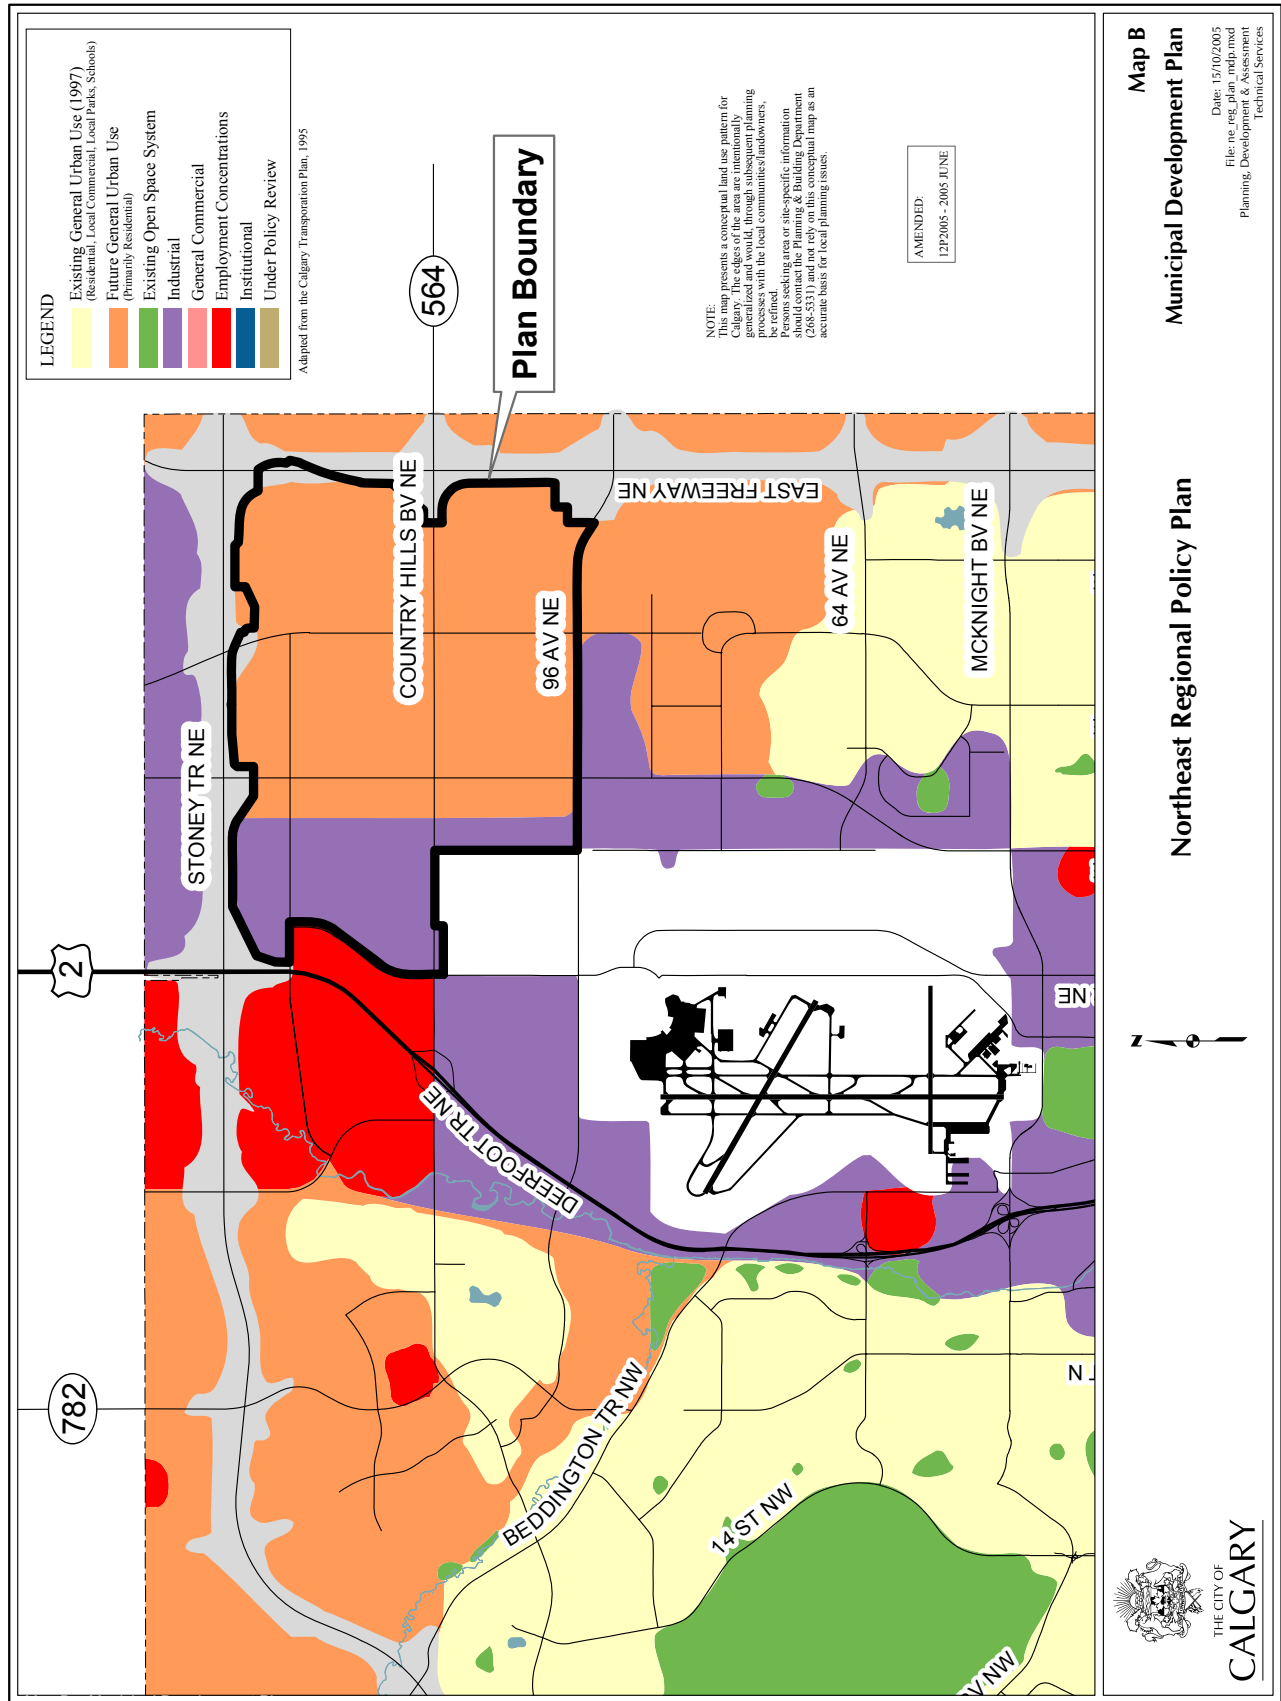 LEGEND
Existing General Urban Use (1997)
(Residential, Local Commercial, Local Parks, Schools)
Future General Urban Use
(Primarily Residential)
Existing Open Space System
Industrial
General Commercial
Employment Concentrations
Institutional
Under Policy Review
Adapted from the Calgary Transporation Plan, 1995
564
Plan Boundary
NOTE:
This map presents a conceptual land use pattern for
Calgary. The edges of the area are intentionally
generalized and would, through subsequent planning
processes with the local communities/landowners,
be refined.
Persons seeking area or site-specific information
should contact the Planning & Building Department
(268-5331) and not rely on this conceptual map as an
accurate basis for local planning issues.
AMENDED:
12P2005 - 2005 JUNE
782
2
STONEY TR NE
COUNTRY HILLS BV NE
96 AV NE
EAST FREEWAY NE
64 AV NE
MCKNIGHT BV NE
DEERFOOT TR NE
BEDDINGTON TR NW
14 ST NW
NE
N
BV NW
THE CITY OF
CALGARY
N
Northeast Regional Policy Plan
Map B
Municipal Development Plan
Date: 15/10/2005
File: ne_reg_plan_mdp.mxd
Planning, Development & Assessment
Technical Services